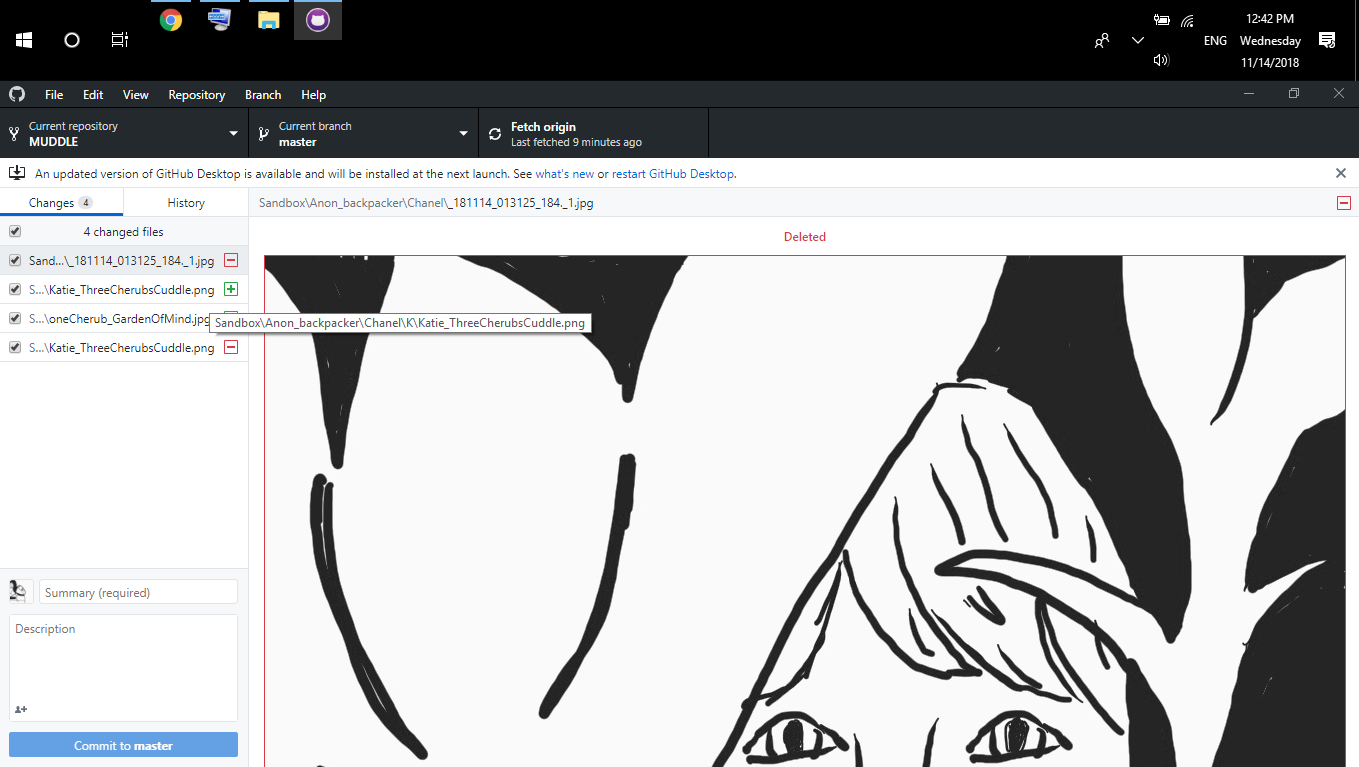 12:42 PM
ENG Wednesday
11/14/2018
File Edit View Repository Branch Help
Current repository
MUDDLE
Current branch
master
Fetch origin
Last fetched 9 minutes ago
An updated version of GitHub Desktop is available and will be installed at the next launch. See what's new or restart GitHub Desktop.
Changes 4
History
Sandbox\Anon_backpacker\Chanel\_181114_013125_184._1.jpg
4 changed files
Deleted
Sand...\_181114_013125_184._1.jpg
S...\Katie_ThreeCherubsCuddle.png
S...\oneCherub_GardenOfMind.jpg
Sandbox\Anon_backpacker\Chanel\K\Katie_ThreeCherubsCuddle.png
S...\Katie_ThreeCherubsCuddle.png
Summary (required)
Description
Commit to master